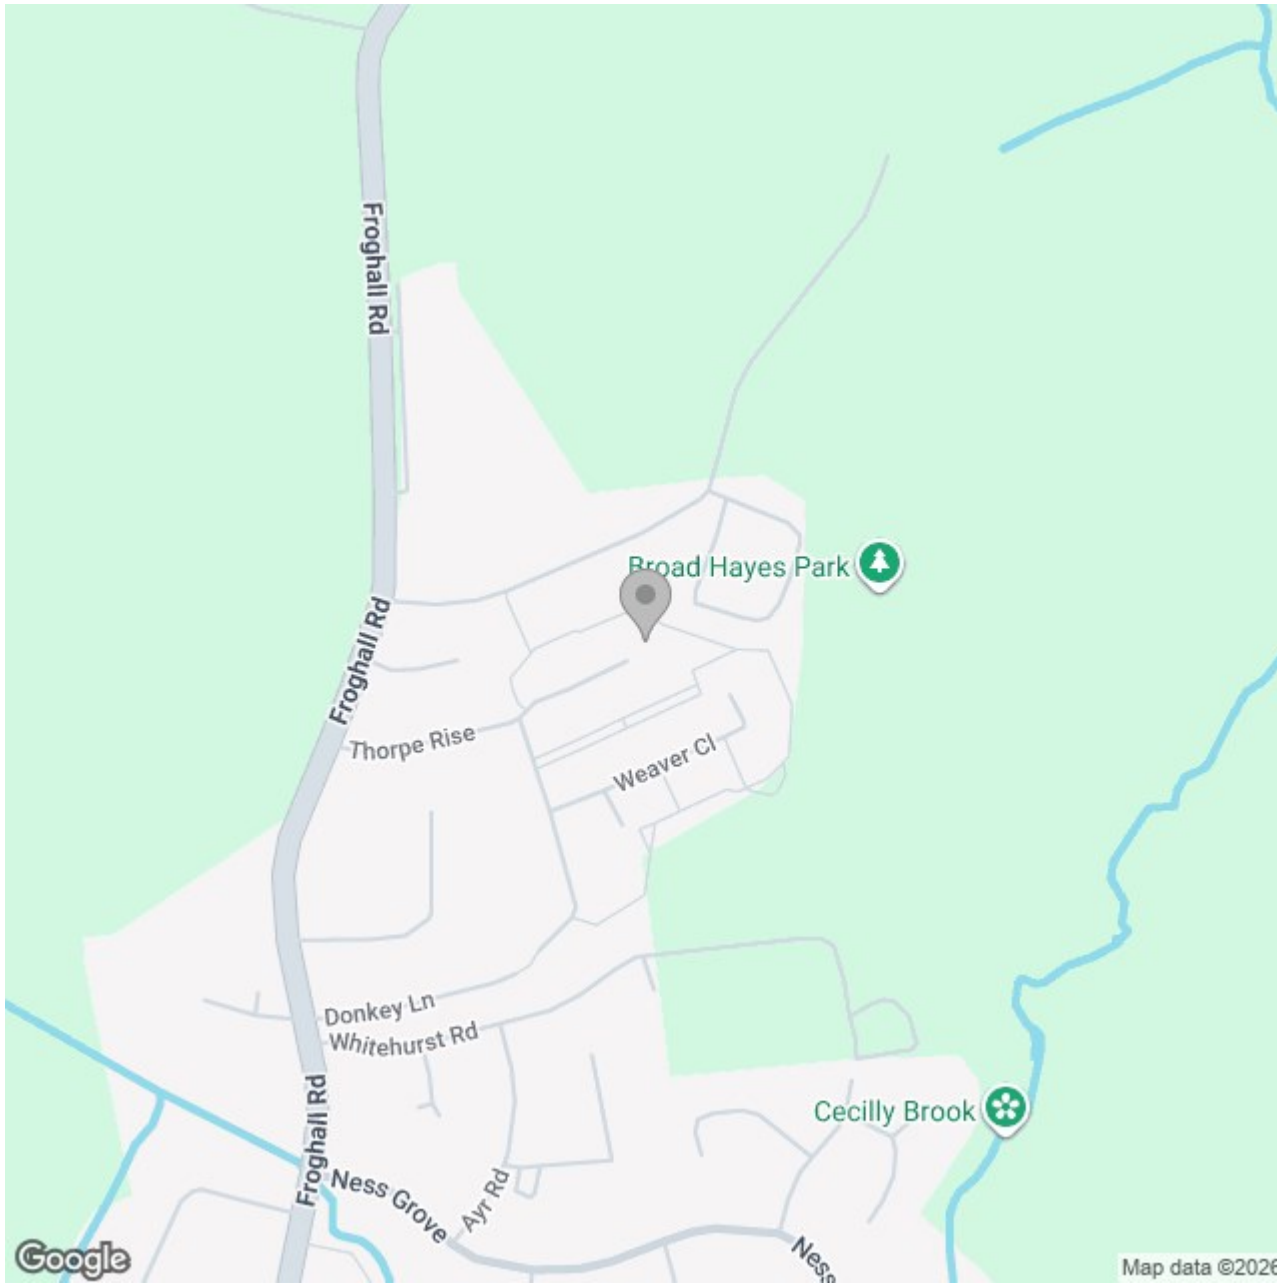 Froghall Rd
Broad Hayes Park
Froghall Rd
Thorpe Rise
Weaver Cl
Donkey Ln
Whitehurst Rd
Froghall Rd
Cecilly Brook
Ness Grove
Ayr Rd
Ness
Google
Map data ©2026